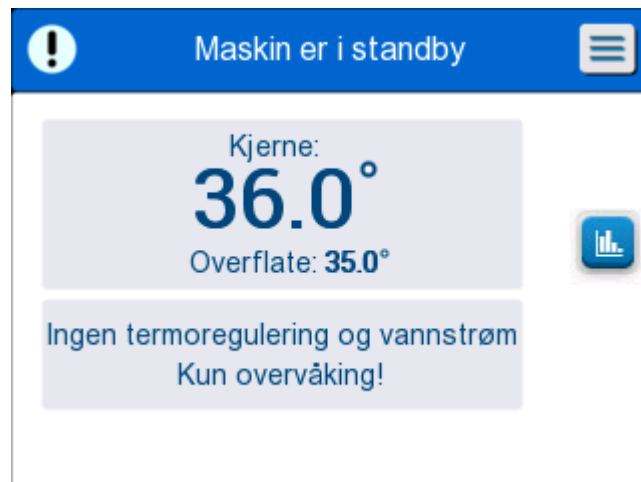 Maskin er i standby
Kjerne:
36.0°
Overflate: 35.0°
Ingen termoregulering og vannstrøm
Kun overvåking!